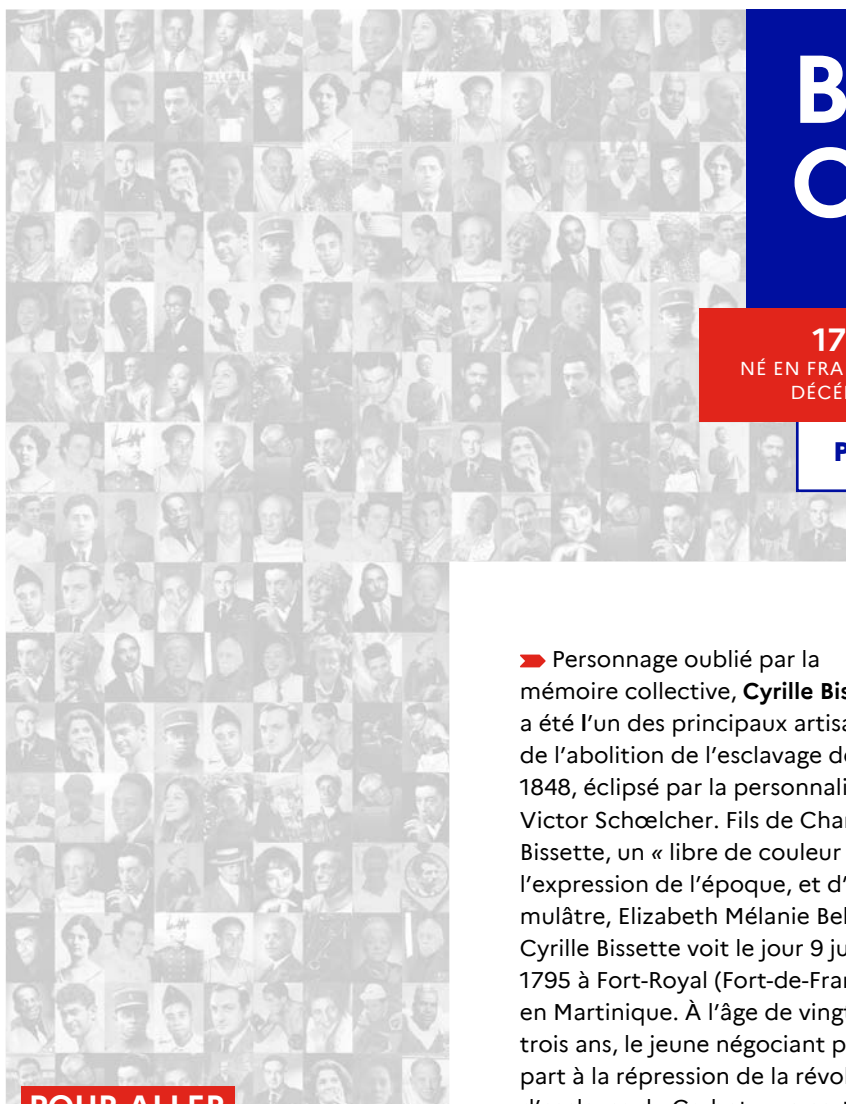 B
C
17
NÉ EN FRA
DÉCÉ
P
➤ Personnage oublié par la
mémoire collective, Cyrille Bis
a été l'un des principaux artisa
de l'abolition de l'esclavage de
1848, éclipsé par la personnali
Victor Schœlcher. Fils de Char
Bissette, un « libre de couleur
l'expression de l'époque, et d'
mulâtre, Elizabeth Mélanie Bel
Cyrille Bissette voit le jour 9 ju
1795 à Fort-Royal (Fort-de-Fran
en Martinique. À l'âge de vingt
trois ans, le jeune négociant p
part à la répression de la révol
POUR ALLER